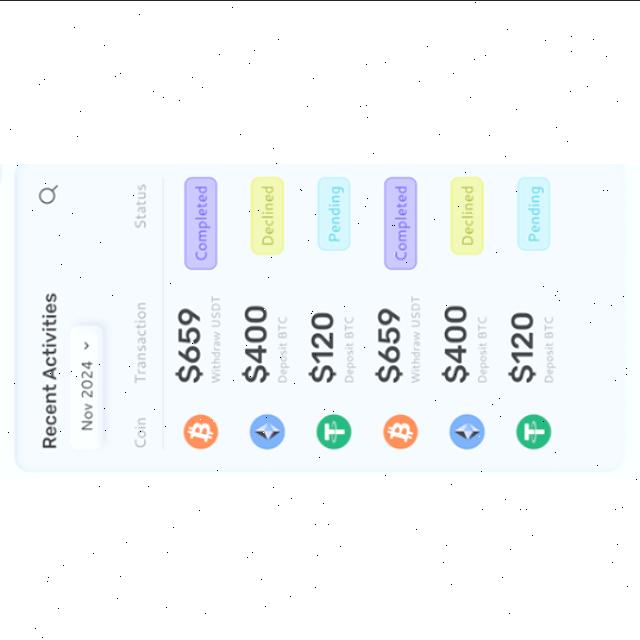 Recent Activities
Nov 2024
Coin Transaction Status
$659 Completed
Withdraw USDT
$400 Declined
Deposit BTC
$120 Pending
Deposit BTC
$659 Completed
Withdraw USDT
$400 Declined
Deposit BTC
$120 Pending
Deposit BTC